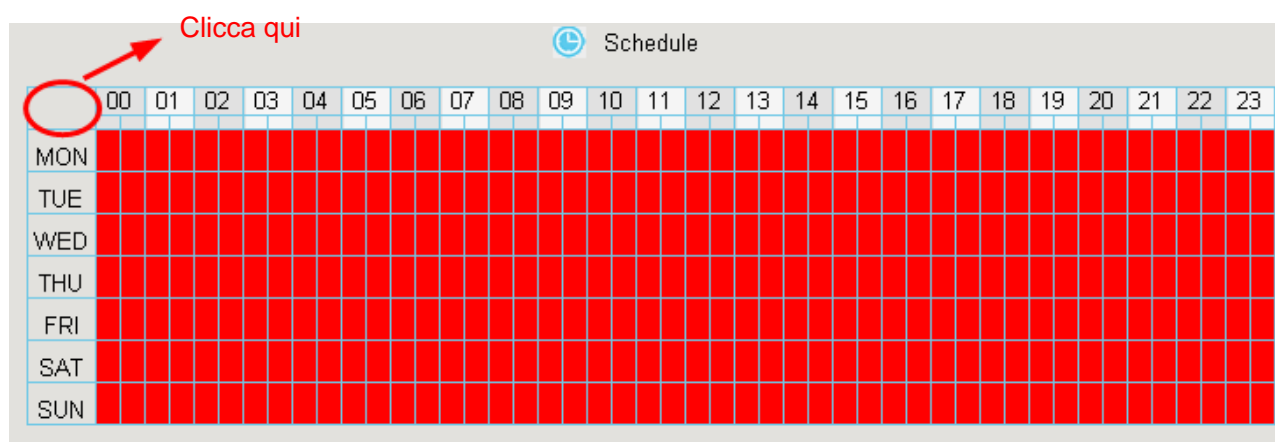 Clicca qui
Schedule
00 01 02 03 04 05 06 07 08 09 10 11 12 13 14 15 16 17 18 19 20 21 22 23
MON
TUE
WED
THU
FRI
SAT
SUN